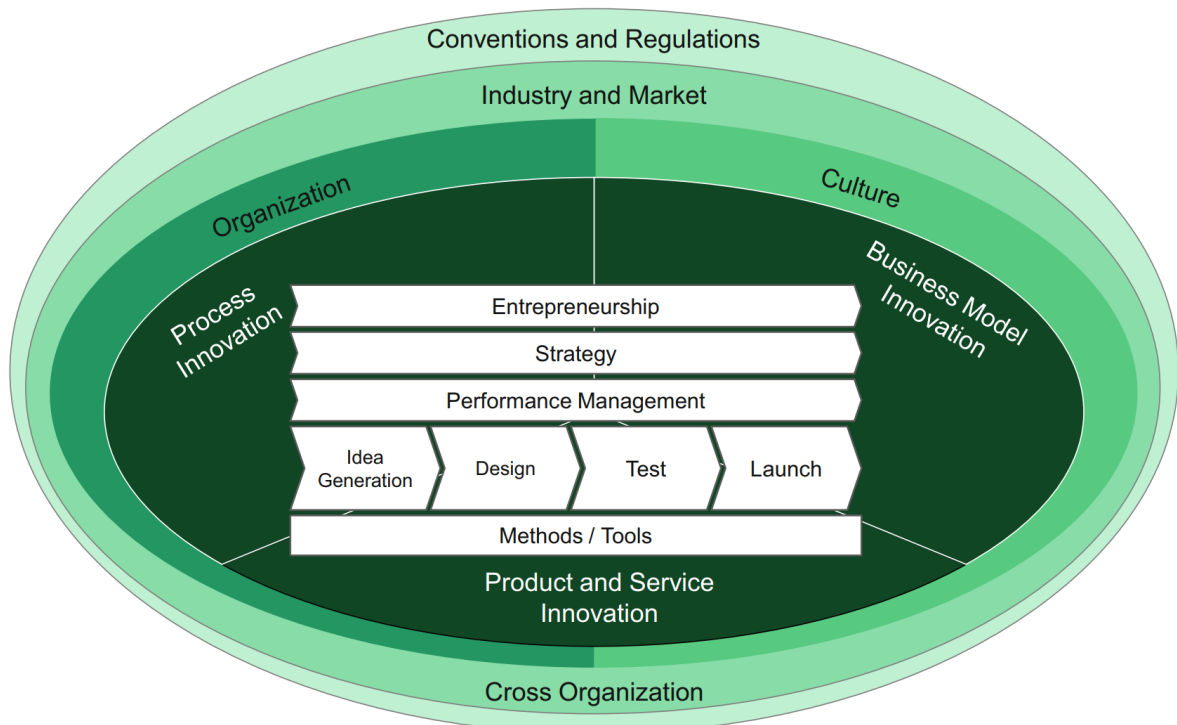 Conventions and Regulations
Industry and Market
Organization
Culture
Process
Innovation
Business Model
Innovation
Entrepreneurship
Strategy
Performance Management
Idea
Generation
Design
Test
Launch
Methods / Tools
Product and Service
Innovation
Cross Organization